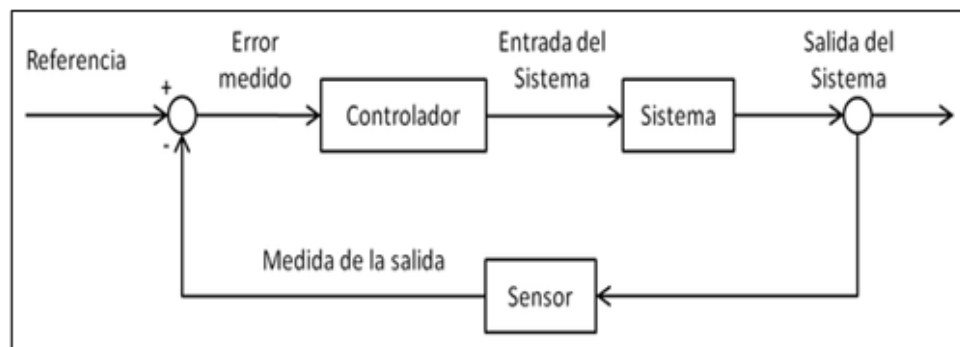 Referencia
+
-
Error
medido
Controlador
Entrada del
Sistema
Sistema
Salida del
Sistema
Medida de la salida
Sensor